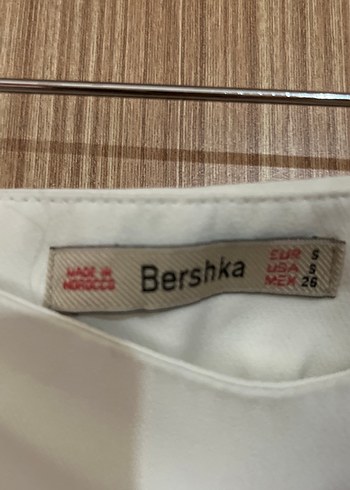 MADE IN
MOROCCO
Bershka
EUR S
USA S
MEX 26